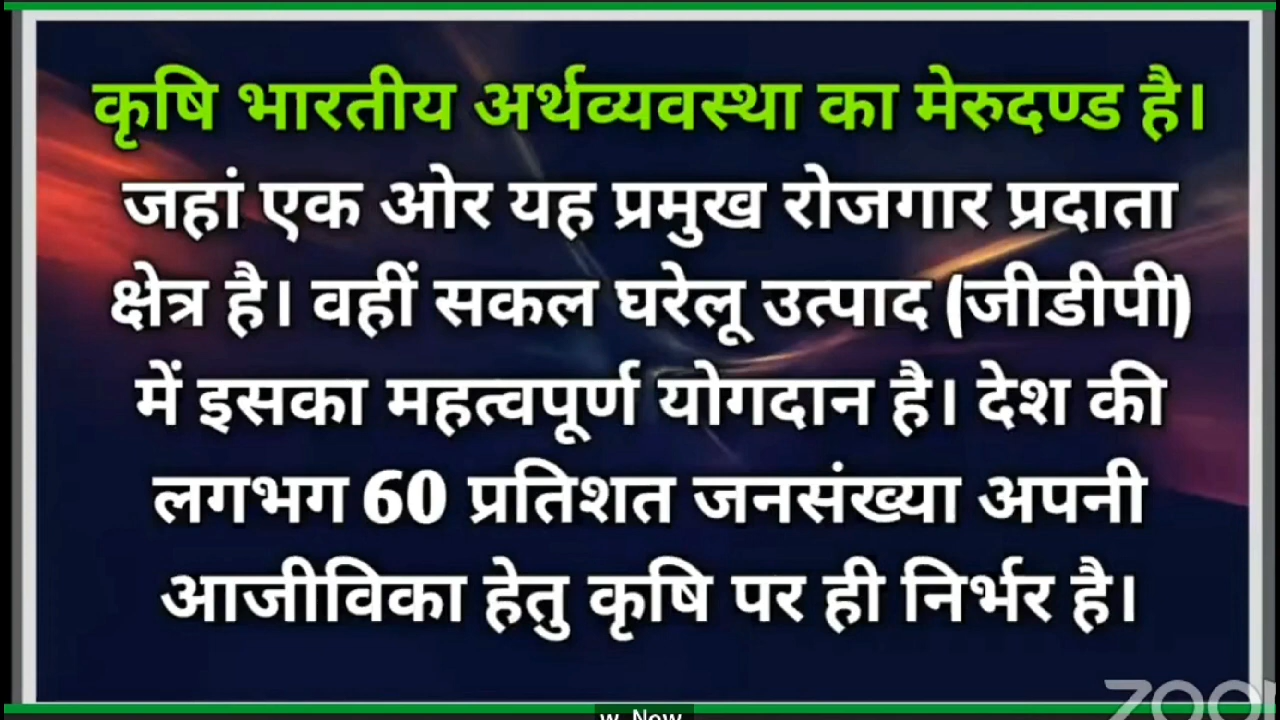 कृषि भारतीय अर्थव्यवस्था का मेरुदण्ड है।
जहां एक ओर यह प्रमुख रोजगार प्रदाता
क्षेत्र है। वहीं सकल घरेलू उत्पाद (जीडीपी)
में इसका महत्वपूर्ण योगदान है। देश की
लगभग 60 प्रतिशत जनसंख्या अपनी
आजीविका हेतु कृषि पर ही निर्भर है।
zoom